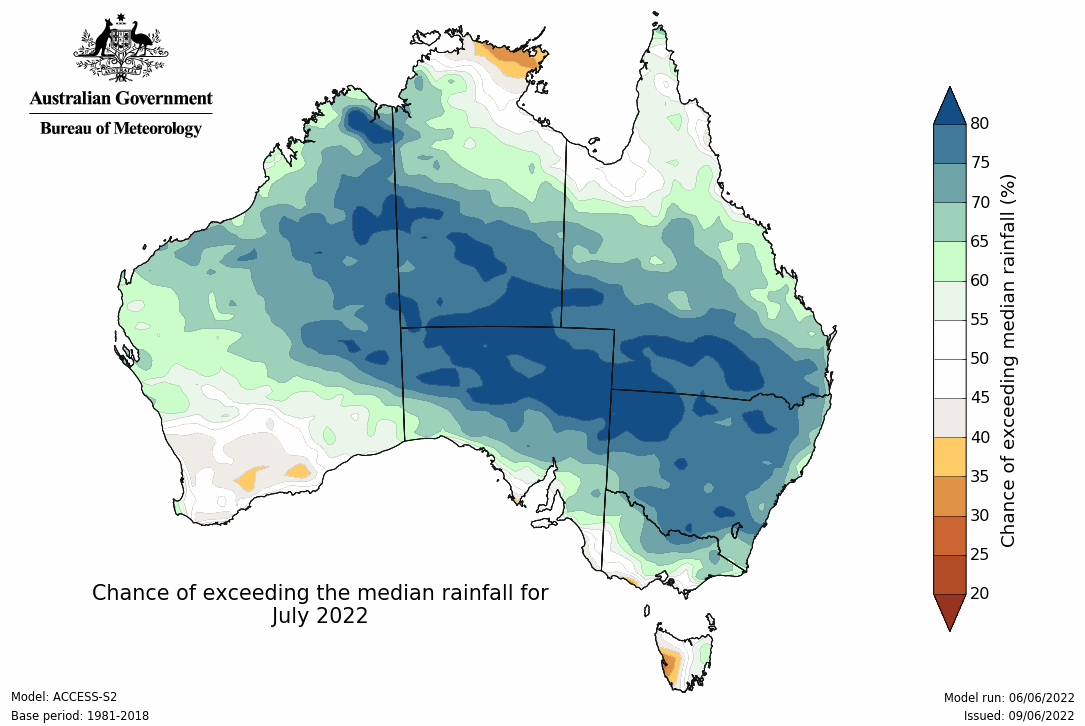 Australian Government
Bureau of Meteorology
80
75
70
65
60
55
50
45
40
35
30
25
20
Chance of exceeding median rainfall (%)
Chance of exceeding the median rainfall for
July 2022
Model: ACCESS-S2
Base period: 1981-2018
Model run: 06/06/2022
Issued: 09/06/2022